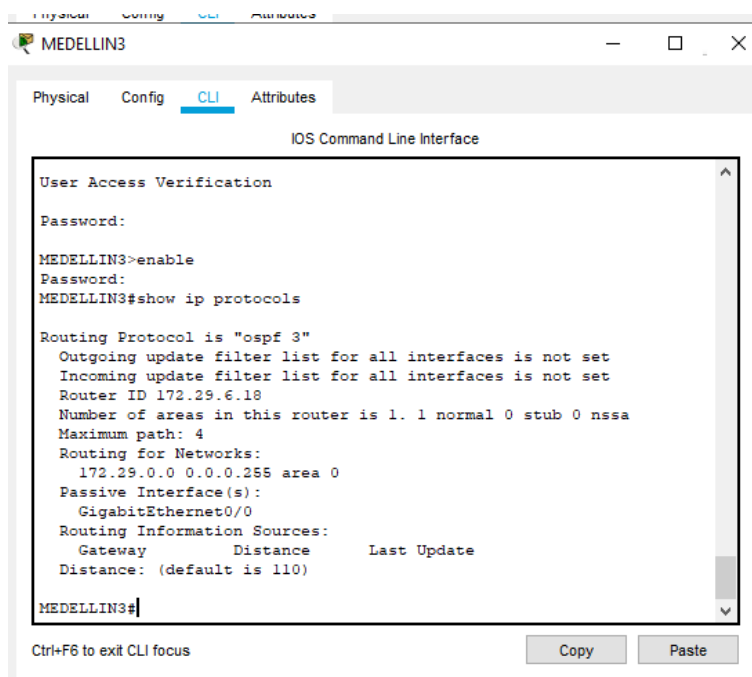 Physical Config CLI Attributes
MEDELLIN3
Physical Config CLI Attributes
IOS Command Line Interface
User Access Verification
Password:
MEDELLIN3>enable
Password:
MEDELLIN3#show ip protocols
Routing Protocol is "ospf 3"
Outgoing update filter list for all interfaces is not set
Incoming update filter list for all interfaces is not set
Router ID 172.29.6.18
Number of areas in this router is 1. 1 normal 0 stub 0 nssa
Maximum path: 4
Routing for Networks:
172.29.0.0 0.0.0.255 area 0
Passive Interface(s):
GigabitEthernet0/0
Routing Information Sources:
Gateway Distance Last Update
Distance: (default is 110)
MEDELLIN3#
Ctrl+F6 to exit CLI focus Copy Paste